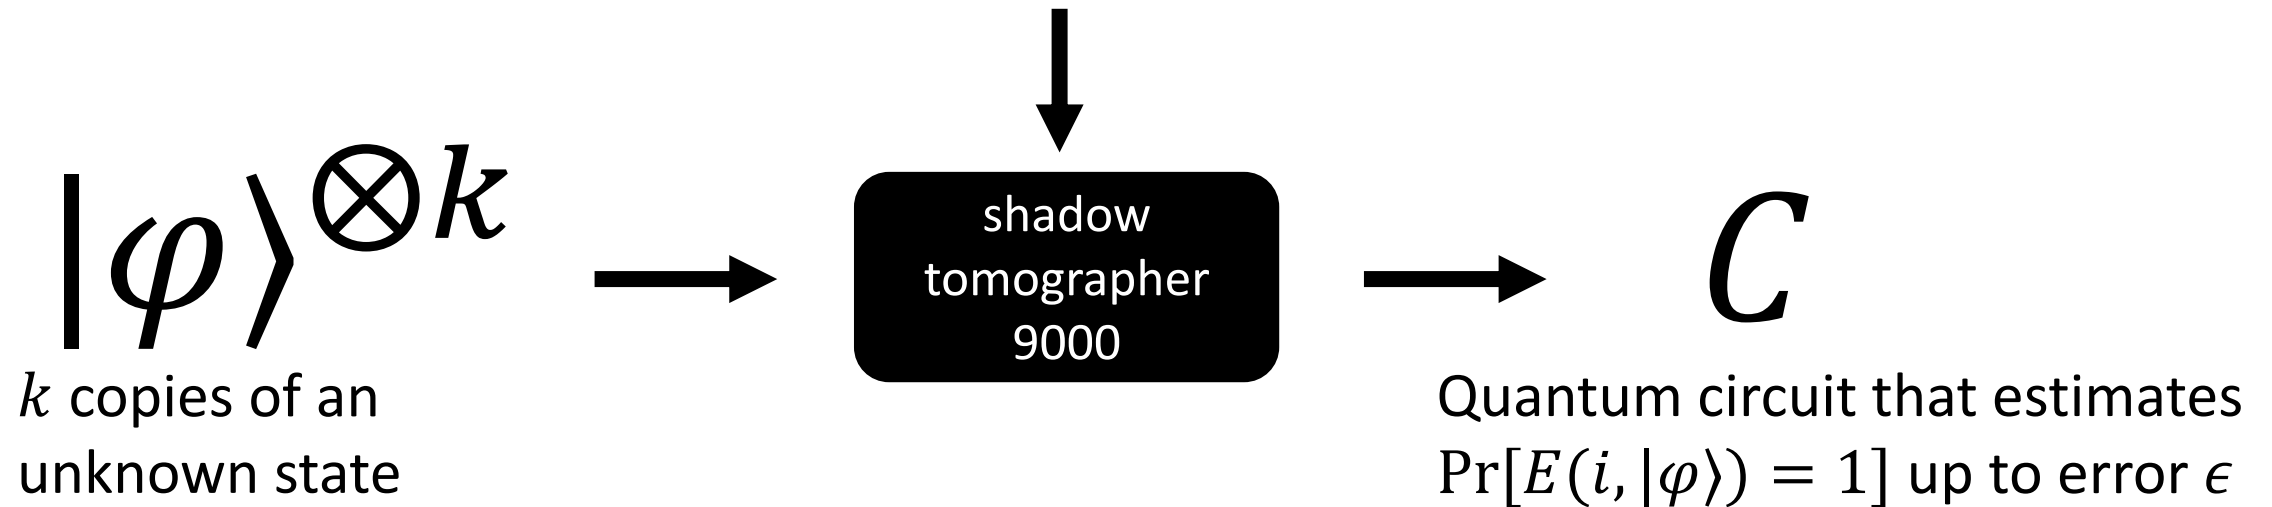 |φ⟩⊗k
shadow
tomographer
9000
C
k copies of an
unknown state
Quantum circuit that estimates
Pr[E(i, |φ⟩) = 1] up to error ϵ